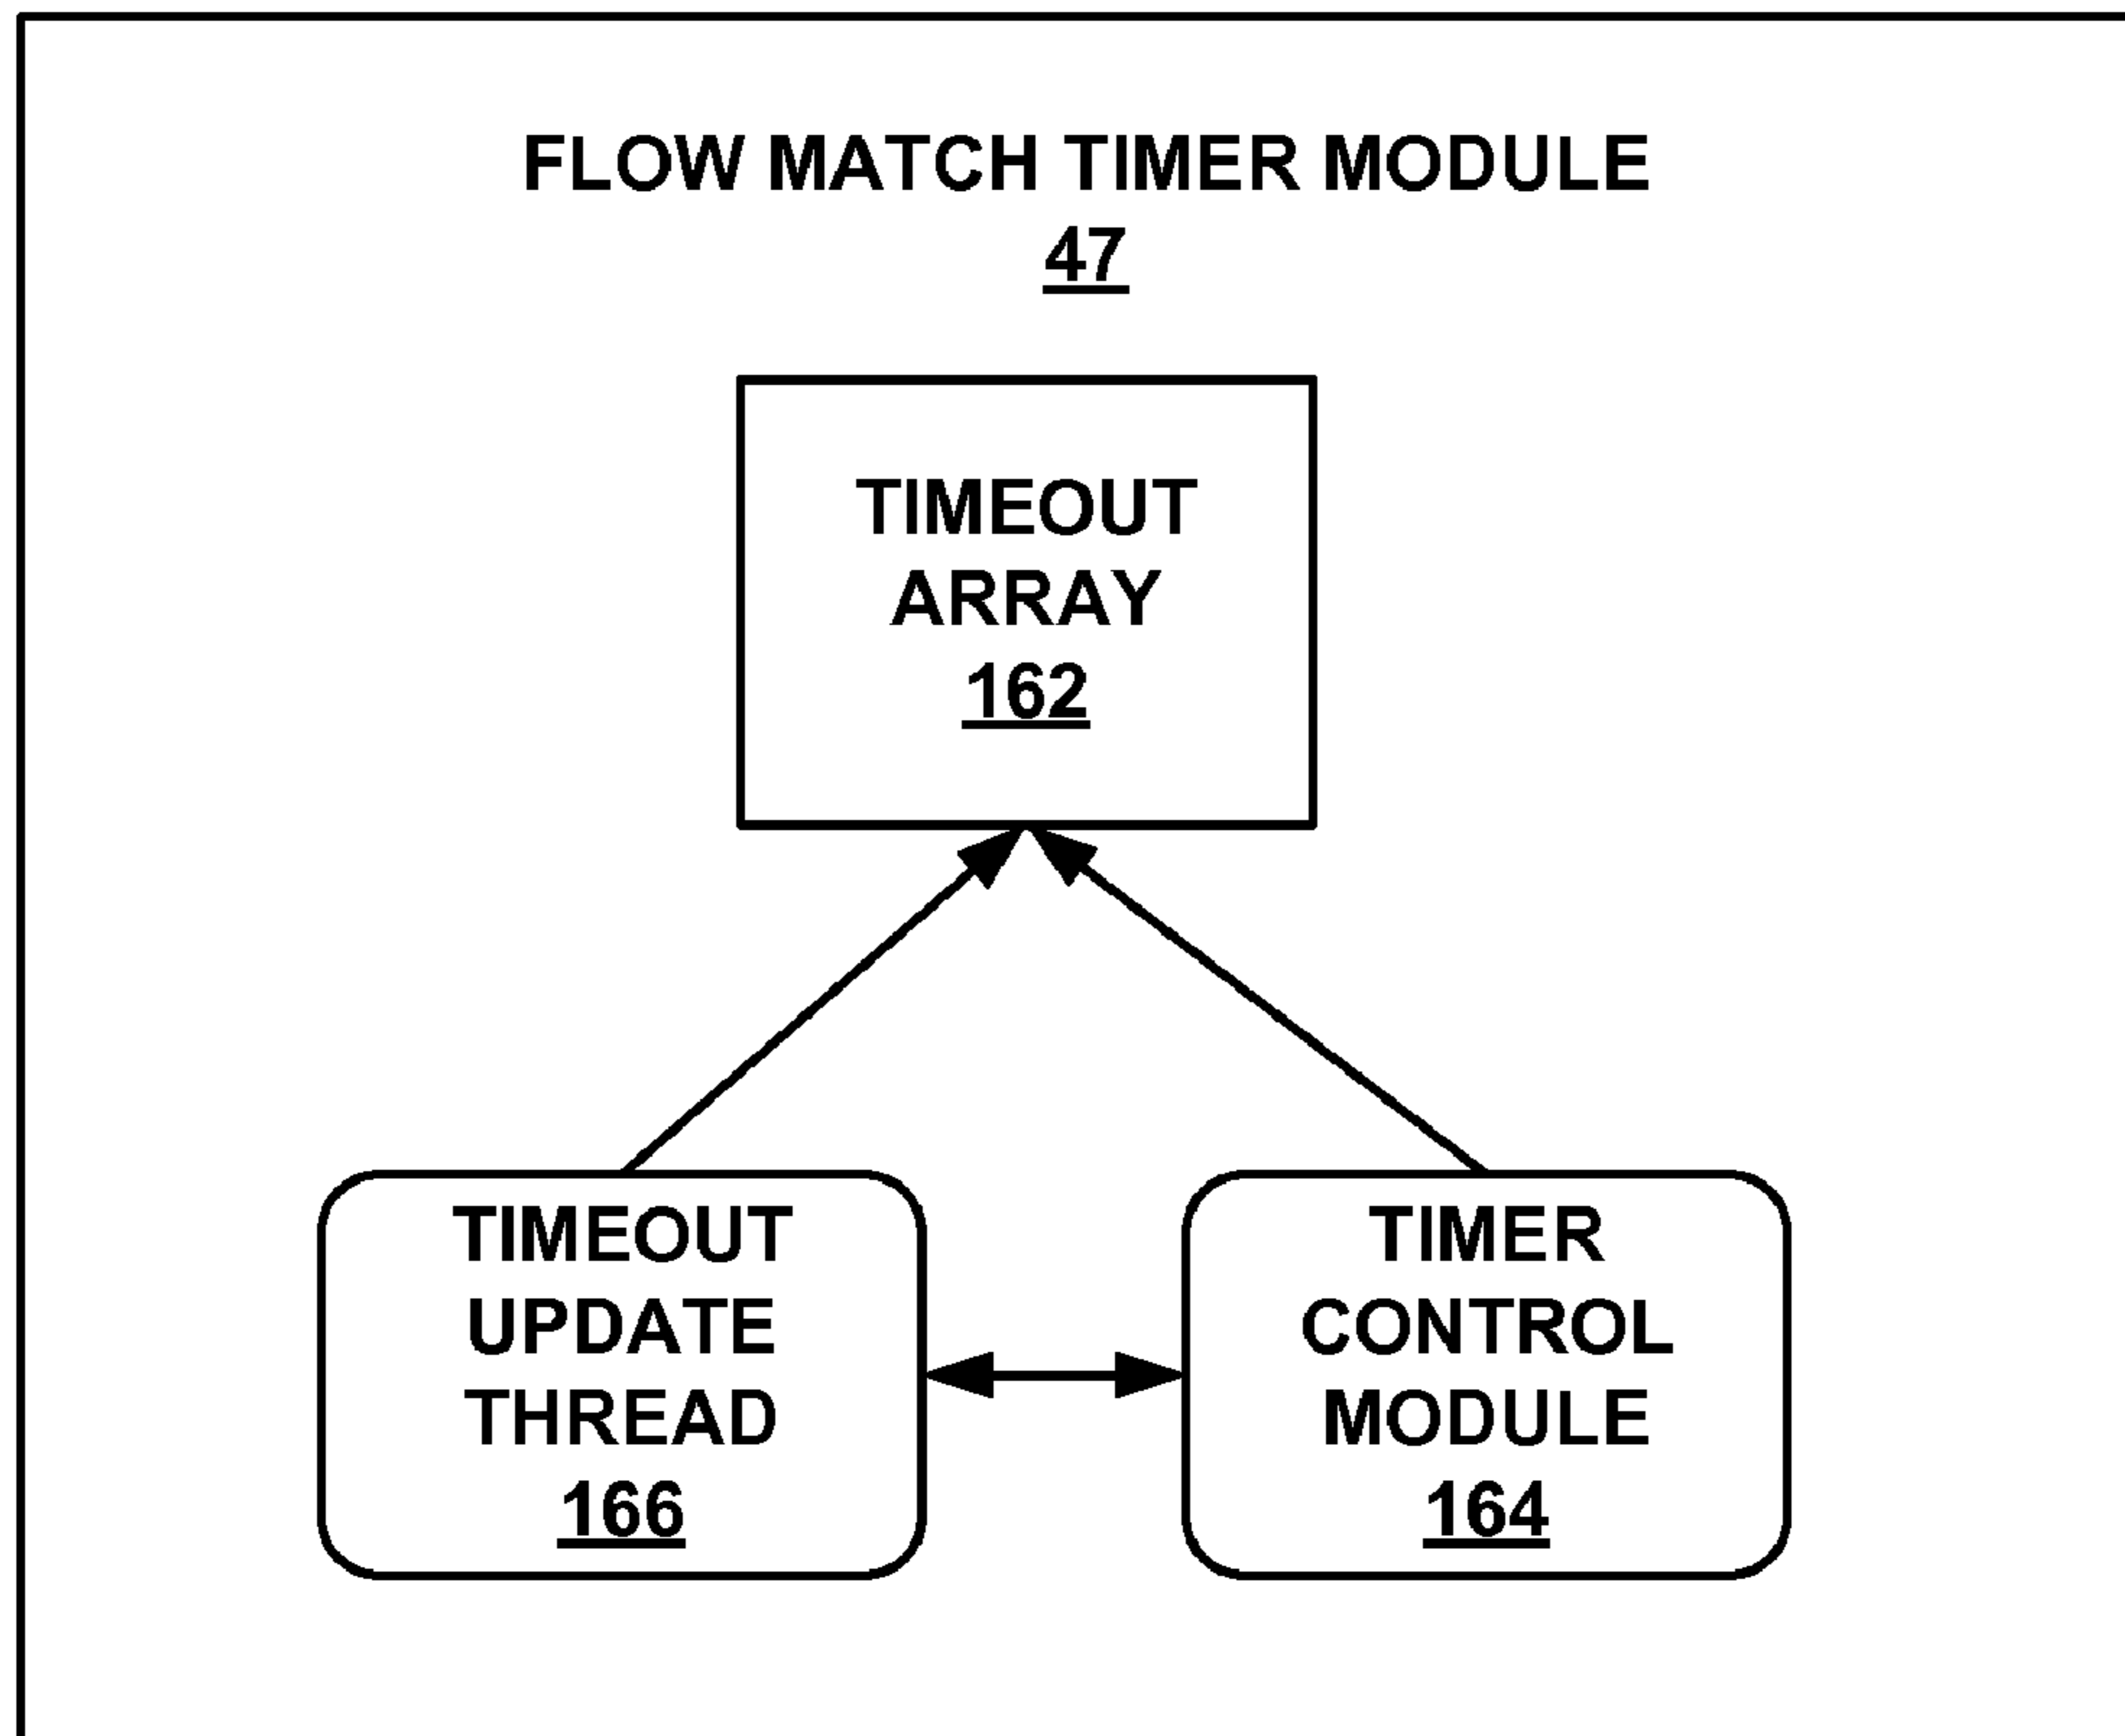 FLOW MATCH TIMER MODULE
47
TIMEOUT
ARRAY
162
TIMEOUT
UPDATE
THREAD
166
TIMER
CONTROL
MODULE
164